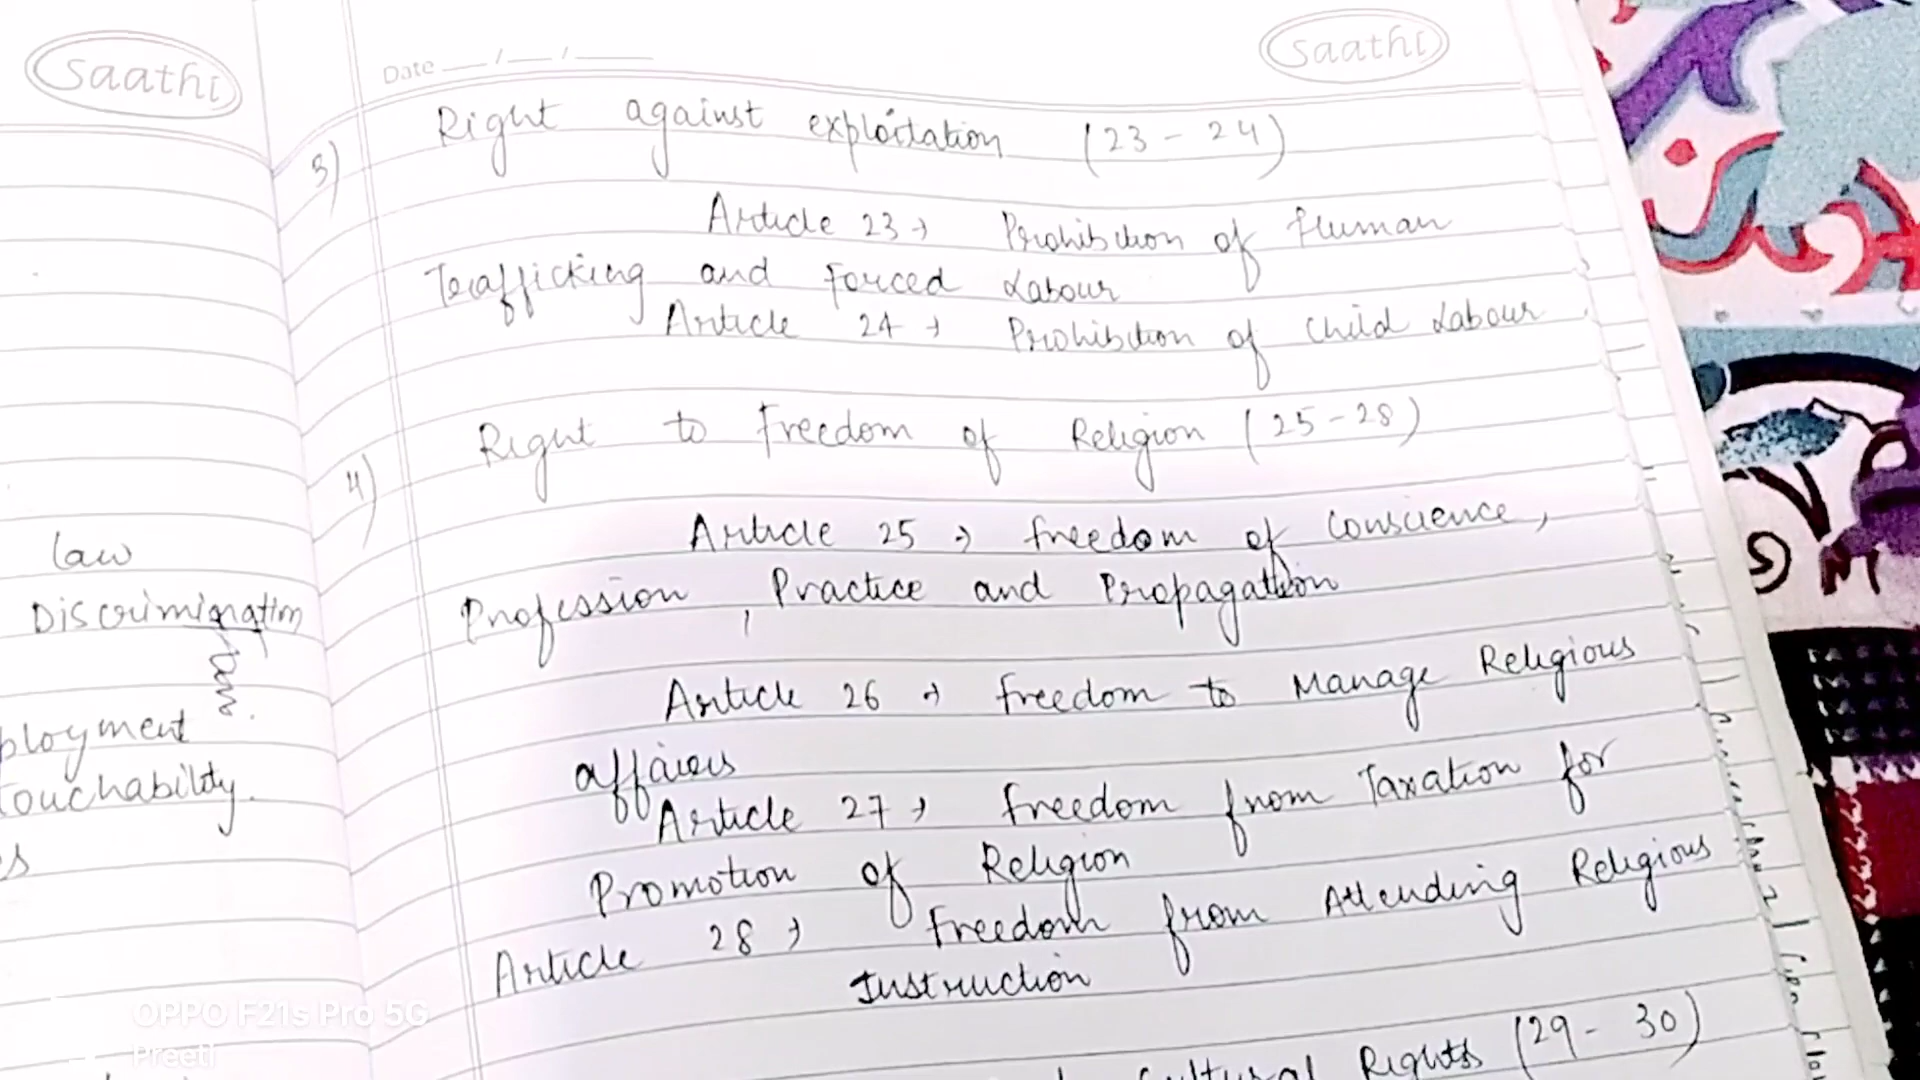 saathi
law
Discrimination
law.
ployment
touchability.
s
Date
saathi
3) Right against exploitation (23 - 24)
Article 23 → Prohibition of Human
Trafficking and Forced Labour
Article 24 → Prohibition of Child Labour
4) Right to Freedom of Religion (25-28)
Article 25 → freedom of Conscience,
Profession, Practice and Propagation
Article 26 → freedom to Manage Religious
affairs
Article 27 → freedom from Taxation for
Promotion of Religion
Article 28 → Freedom from Attending Religious
Instruction
Cultural Rights (29- 30)
OPPO F21s Pro 5G
Preeti